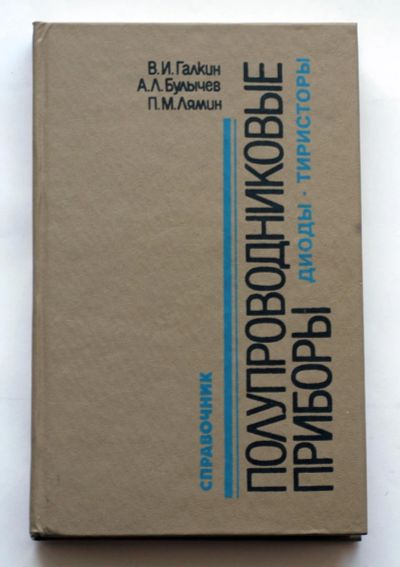 В.И.Галкин
А.Л.Булычев
П.М.Лямин
СПРАВОЧНИК
ПОЛУПРОВОДНИКОВЫЕ
ПРИБОРЫ
ДИОДЫ · ТИРИСТОРЫ